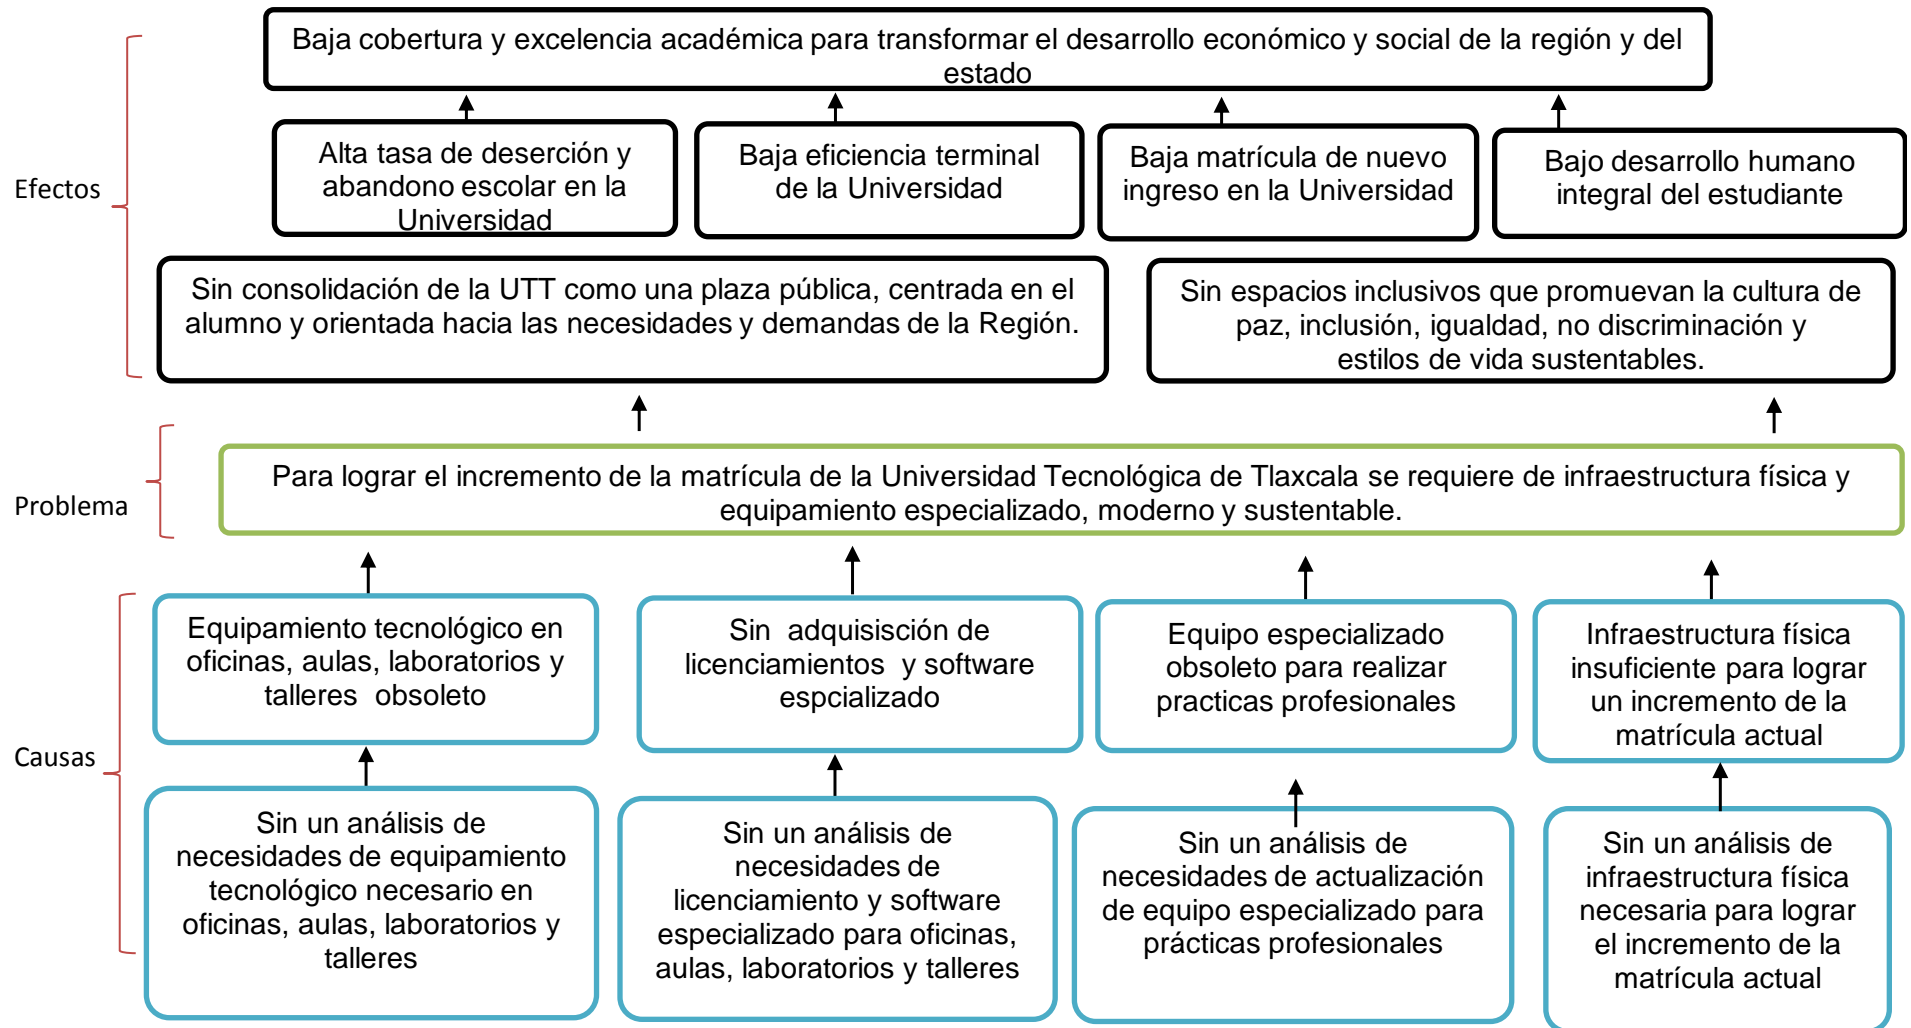 Baja cobertura y excelencia académica para transformar el desarrollo económico y social de la región y del
estado
Efectos
Alta tasa de deserción y
abandono escolar en la
Universidad
Baja eficiencia terminal
de la Universidad
Baja matrícula de nuevo
ingreso en la Universidad
Bajo desarrollo humano
integral del estudiante
Sin consolidación de la UTT como una plaza pública, centrada en el
alumno y orientada hacia las necesidades y demandas de la Región.
Sin espacios inclusivos que promuevan la cultura de
paz, inclusión, igualdad, no discriminación y
estilos de vida sustentables.
Problema
Para lograr el incremento de la matrícula de la Universidad Tecnológica de Tlaxcala se requiere de infraestructura física y
equipamiento especializado, moderno y sustentable.
Causas
Equipamiento tecnológico en
oficinas, aulas, laboratorios y
talleres  obsoleto
Sin  adquisisción de
licenciamientos  y software
espcializado
Equipo especializado
obsoleto para realizar
practicas profesionales
Infraestructura física
insuficiente para lograr
un incremento de la
matrícula actual
Sin un análisis de
necesidades de equipamiento
tecnológico necesario en
oficinas, aulas, laboratorios y
talleres
Sin un análisis de
necesidades de
licenciamiento y software
especializado para oficinas,
aulas, laboratorios y talleres
Sin un análisis de
necesidades de actualización
de equipo especializado para
prácticas profesionales
Sin un análisis de
infraestructura física
necesaria para lograr
el incremento de la
matrícula actual